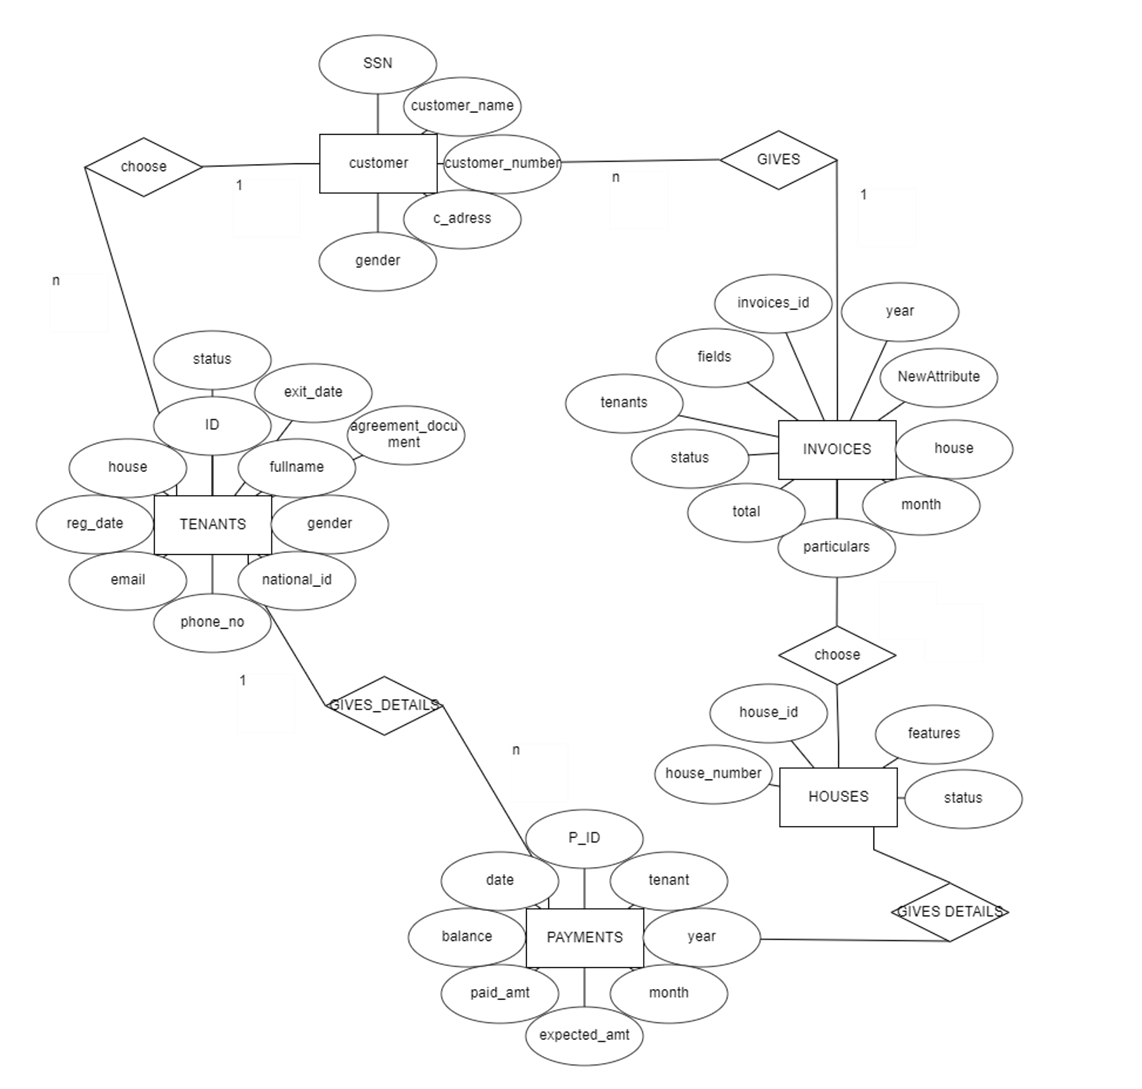 SSN
customer_name
choose
customer
customer_number
GIVES
1
n
1
c_adress
gender
n
invoices_id
year
status
fields
exit_date
NewAttribute
tenants
ID
agreement_docu
ment
INVOICES
house
house
fullname
status
month
total
reg_date
TENANTS
gender
particulars
email
national_id
phone_no
choose
1
GIVES_DETAILS
house_id
features
n
house_number
HOUSES
status
P_ID
date
tenant
GIVES DETAILS
balance
PAYMENTS
year
paid_amt
month
expected_amt